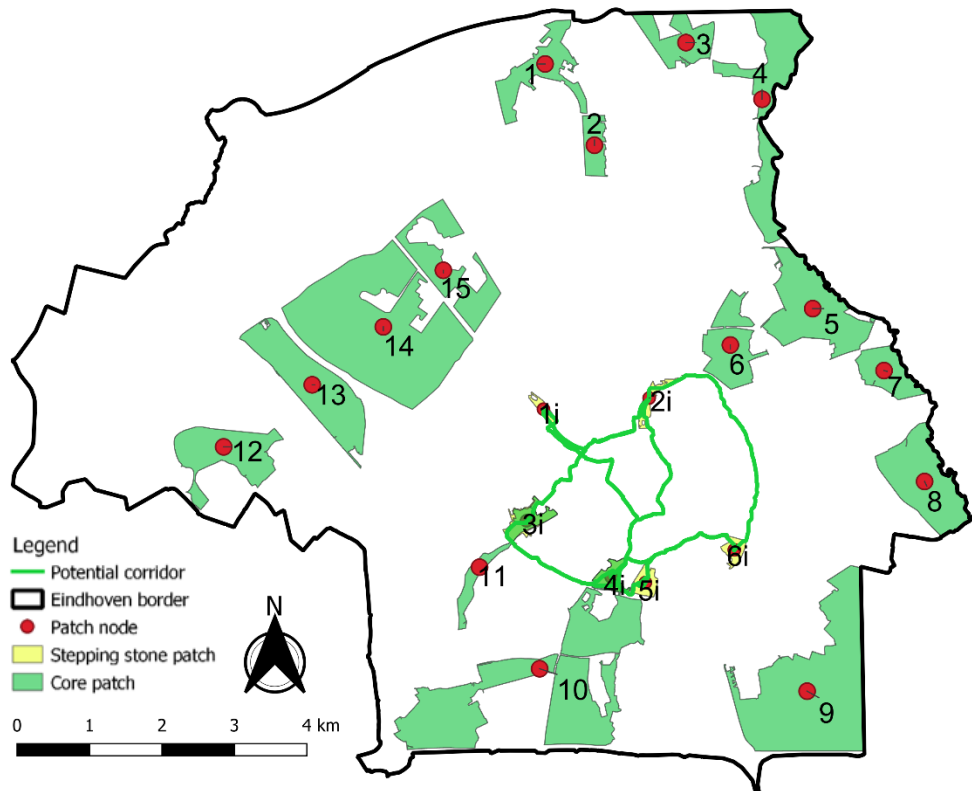 3
1
4
2
15
5
14
6
7
13
1i
2i
12
8
3i
Legend
6i
Potential corridor
11
4i
5i
Eindhoven border
N
Patch node
Stepping stone patch
10
Core patch
9
0 1 2 3 4 km